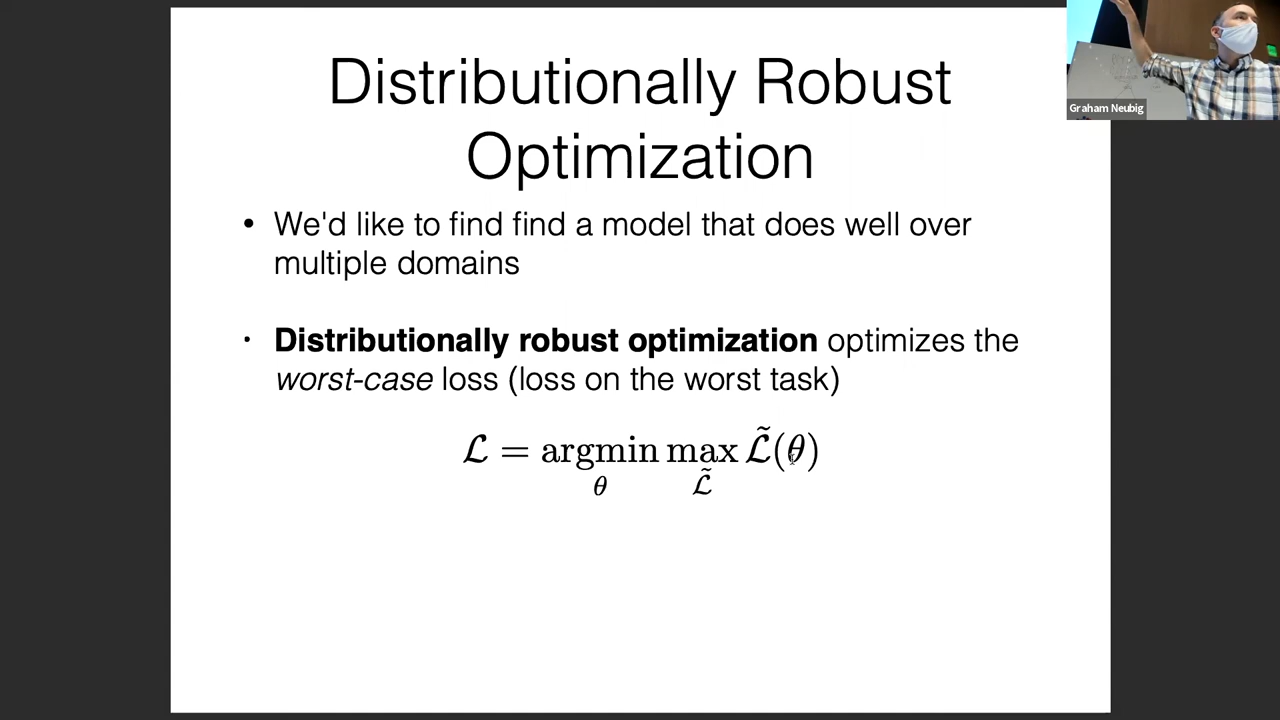 Distributionally Robust
Optimization
• We'd like to find find a model that does well over
multiple domains
• Distributionally robust optimization optimizes the
worst-case loss (loss on the worst task)
ℒ = argmin max ℒ̃(θ)
θ ℒ̃
Graham Neubig